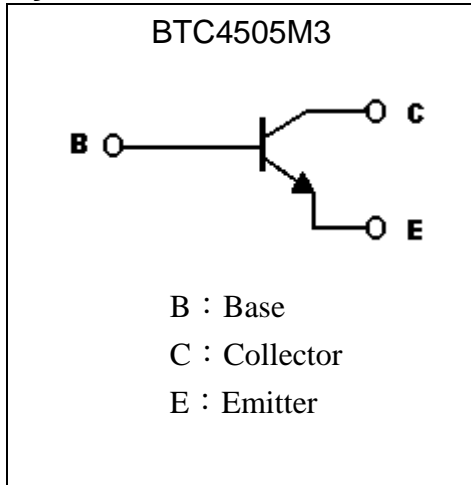 BTC4505M3
C
B
E
B：Base
C：Collector
E：Emitter